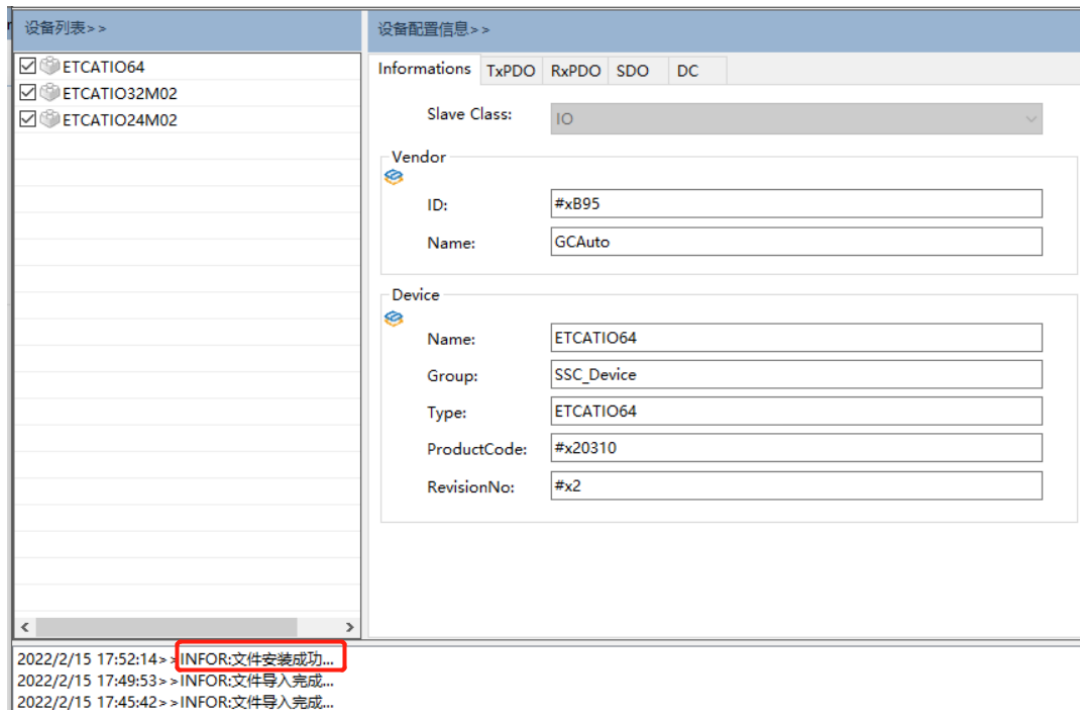 设备列表>>
设备配置信息>>
ETCATIO64
ETCATIO32M02
ETCATIO24M02
Informations TxPDO RxPDO SDO DC
Slave Class: IO
Vendor
ID: #xB95
Name: GCAuto
Device
Name: ETCATIO64
Group: SSC_Device
Type: ETCATIO64
ProductCode: #x20310
RevisionNo: #x2
2022/2/15 17:52:14>>INFOR:文件安装成功...
2022/2/15 17:49:53>>INFOR:文件导入完成...
2022/2/15 17:45:42>>INFOR:文件导入完成...